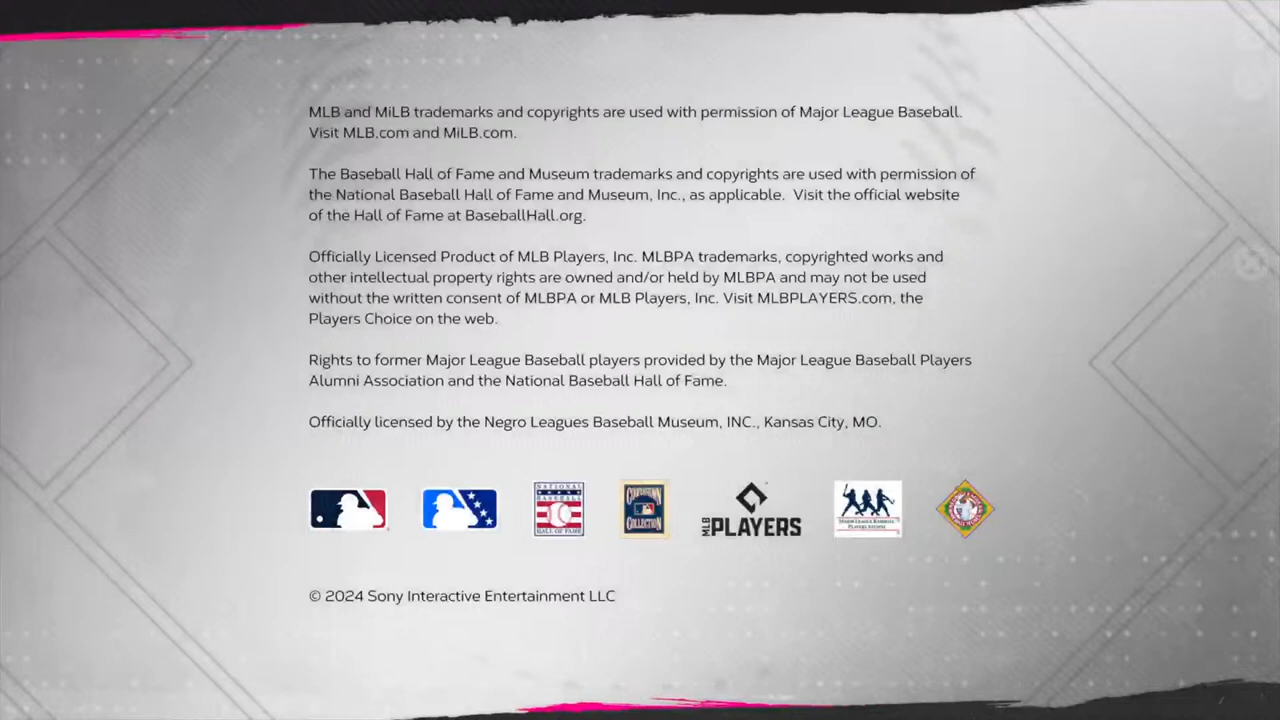 MLB and MiLB trademarks and copyrights are used with permission of Major League Baseball.
Visit MLB.com and MiLB.com.
The Baseball Hall of Fame and Museum trademarks and copyrights are used with permission of
the National Baseball Hall of Fame and Museum, Inc., as applicable. Visit the official website
of the Hall of Fame at BaseballHall.org.
Officially Licensed Product of MLB Players, Inc. MLBPA trademarks, copyrighted works and
other intellectual property rights are owned and/or held by MLBPA and may not be used
without the written consent of MLBPA or MLB Players, Inc. Visit MLBPLAYERS.com, the
Players Choice on the web.
Rights to former Major League Baseball players provided by the Major League Baseball Players
Alumni Association and the National Baseball Hall of Fame.
Officially licensed by the Negro Leagues Baseball Museum, INC., Kansas City, MO.
NATIONAL
BASEBALL
HALL OF FAME
COOPERSTOWN
COLLECTION
MLB PLAYERS
MAJOR LEAGUE BASEBALL
PLAYERS ALUMNI
© 2024 Sony Interactive Entertainment LLC